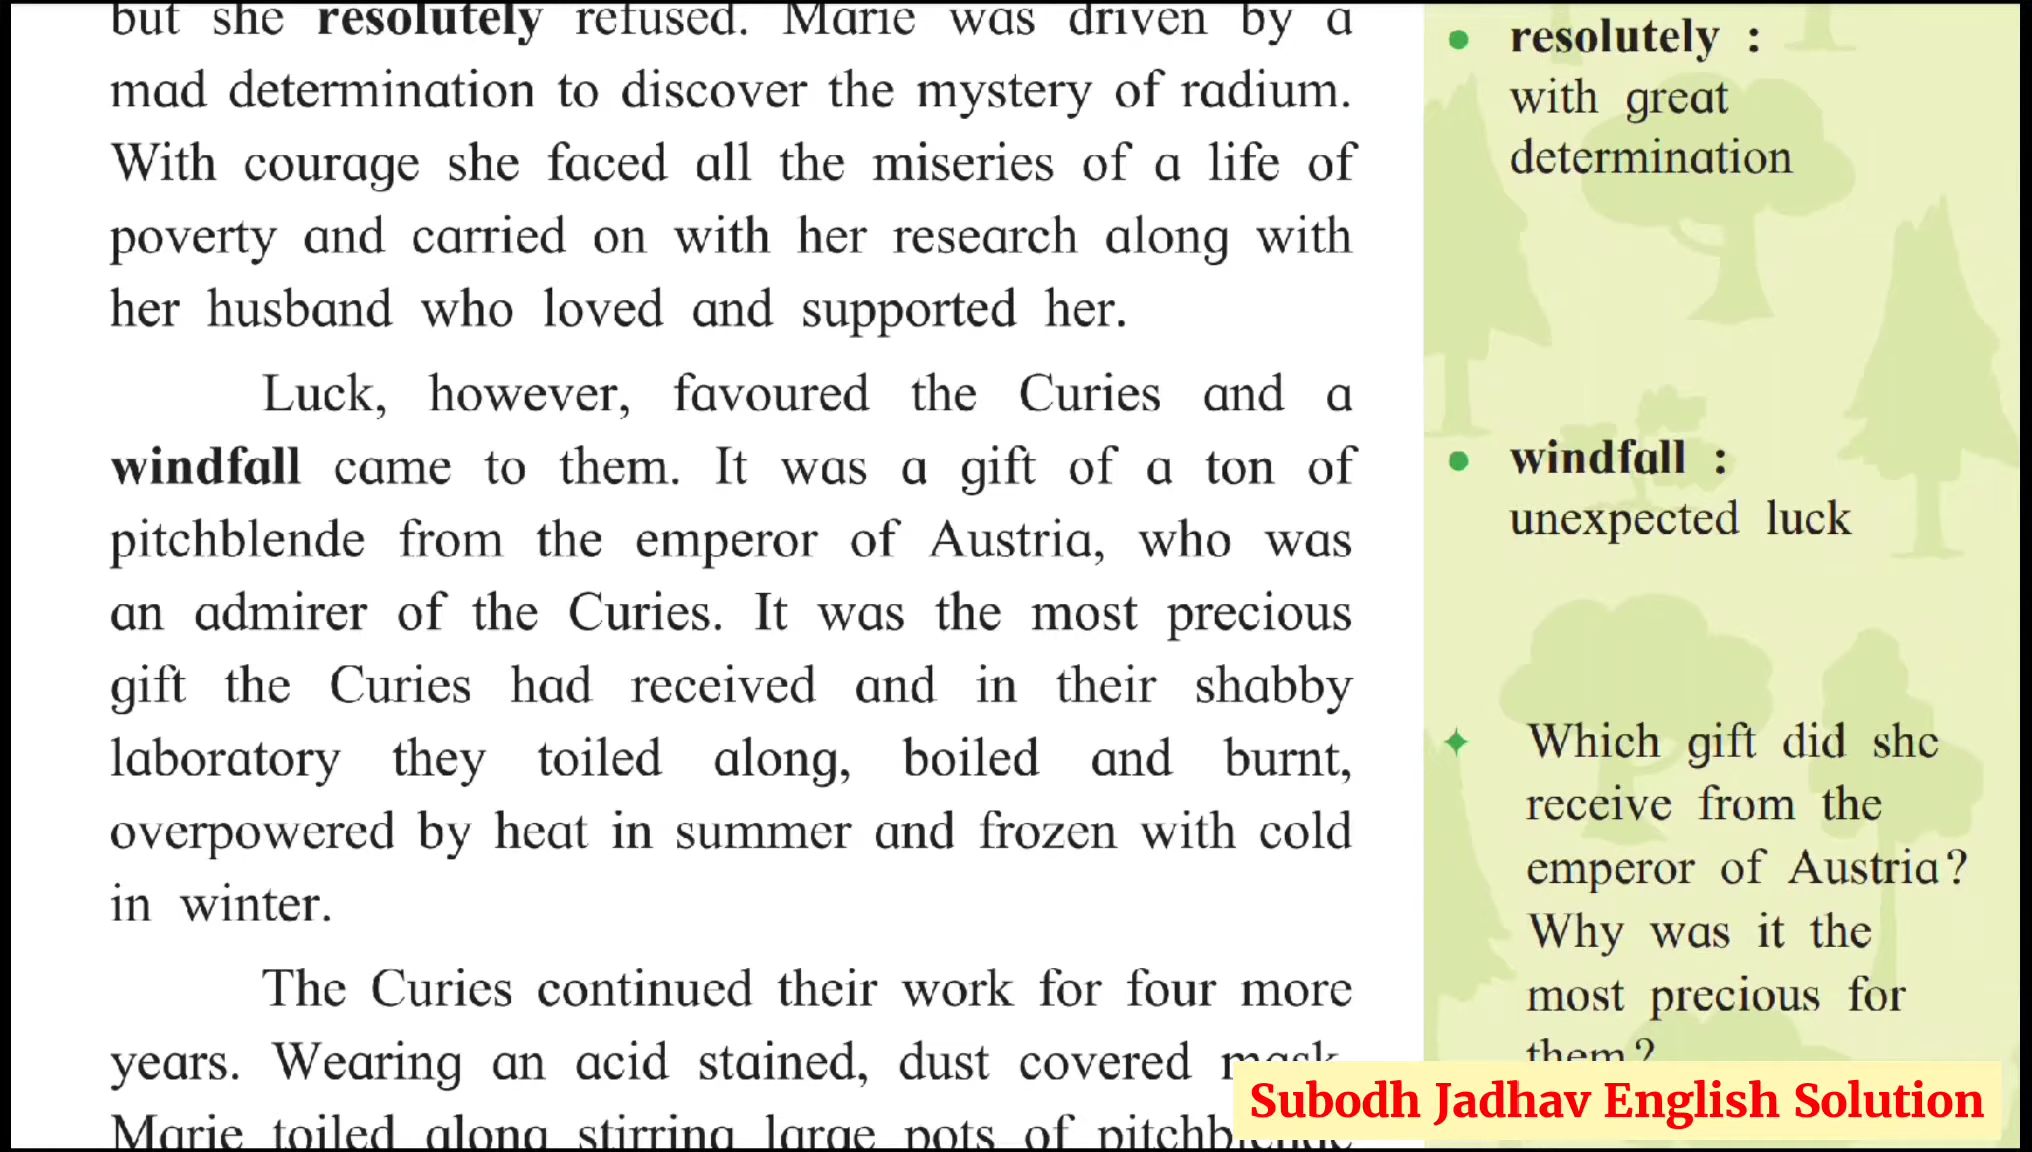 but she resolutely refused. Marie was driven by a
mad determination to discover the mystery of radium.
With courage she faced all the miseries of a life of
poverty and carried on with her research along with
her husband who loved and supported her.
Luck, however, favoured the Curies and a
windfall came to them. It was a gift of a ton of
pitchblende from the emperor of Austria, who was
an admirer of the Curies. It was the most precious
gift the Curies had received and in their shabby
laboratory they toiled along, boiled and burnt,
overpowered by heat in summer and frozen with cold
in winter.
The Curies continued their work for four more
years. Wearing an acid stained, dust covered mask
Marie toiled along stirring large pots of pitchblende
resolutely :
with great
determination
windfall :
unexpected luck
Which gift did she
receive from the
emperor of Austria?
Why was it the
most precious for
them?
Subodh Jadhav English Solution